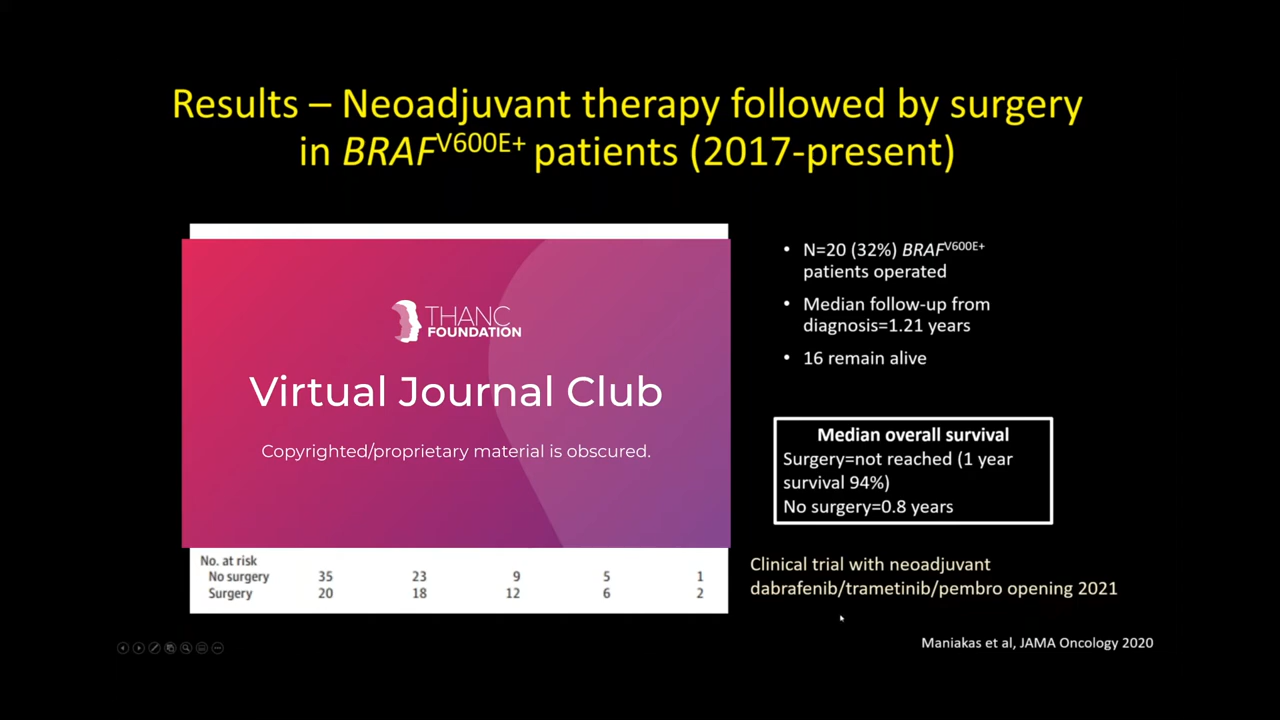 Results – Neoadjuvant therapy followed by surgery
in BRAFV600E+ patients (2017-present)
THANC
FOUNDATION
Virtual Journal Club
Copyrighted/proprietary material is obscured.
No. at risk
No surgery 35 23 9 5 1
Surgery 20 18 12 6 2
• N=20 (32%) BRAFV600E+
patients operated
• Median follow-up from
diagnosis=1.21 years
• 16 remain alive
Median overall survival
Surgery=not reached (1 year
survival 94%)
No surgery=0.8 years
Clinical trial with neoadjuvant
dabrafenib/trametinib/pembro opening 2021
Maniakas et al, JAMA Oncology 2020